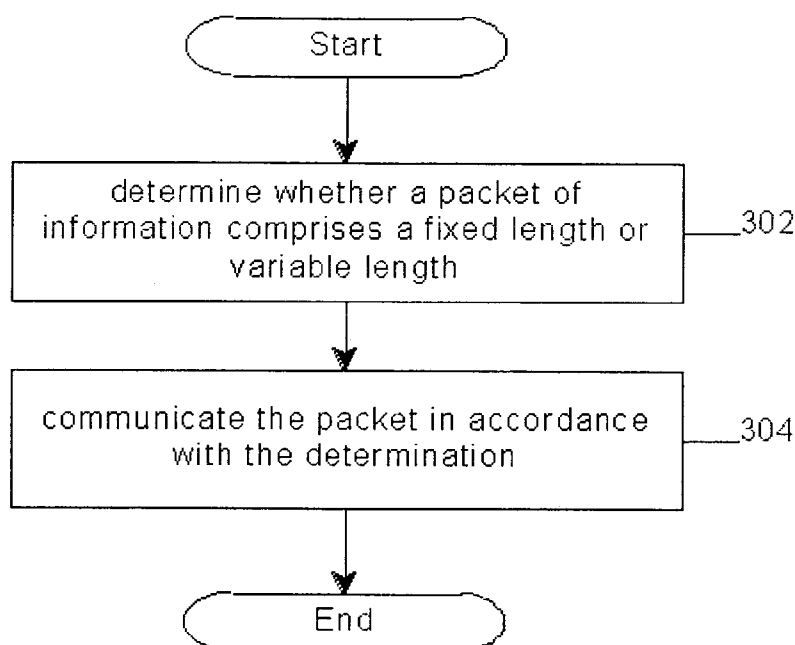 Start
determine whether a packet of
information comprises a fixed length or
variable length
302
communicate the packet in accordance
with the determination
304
End